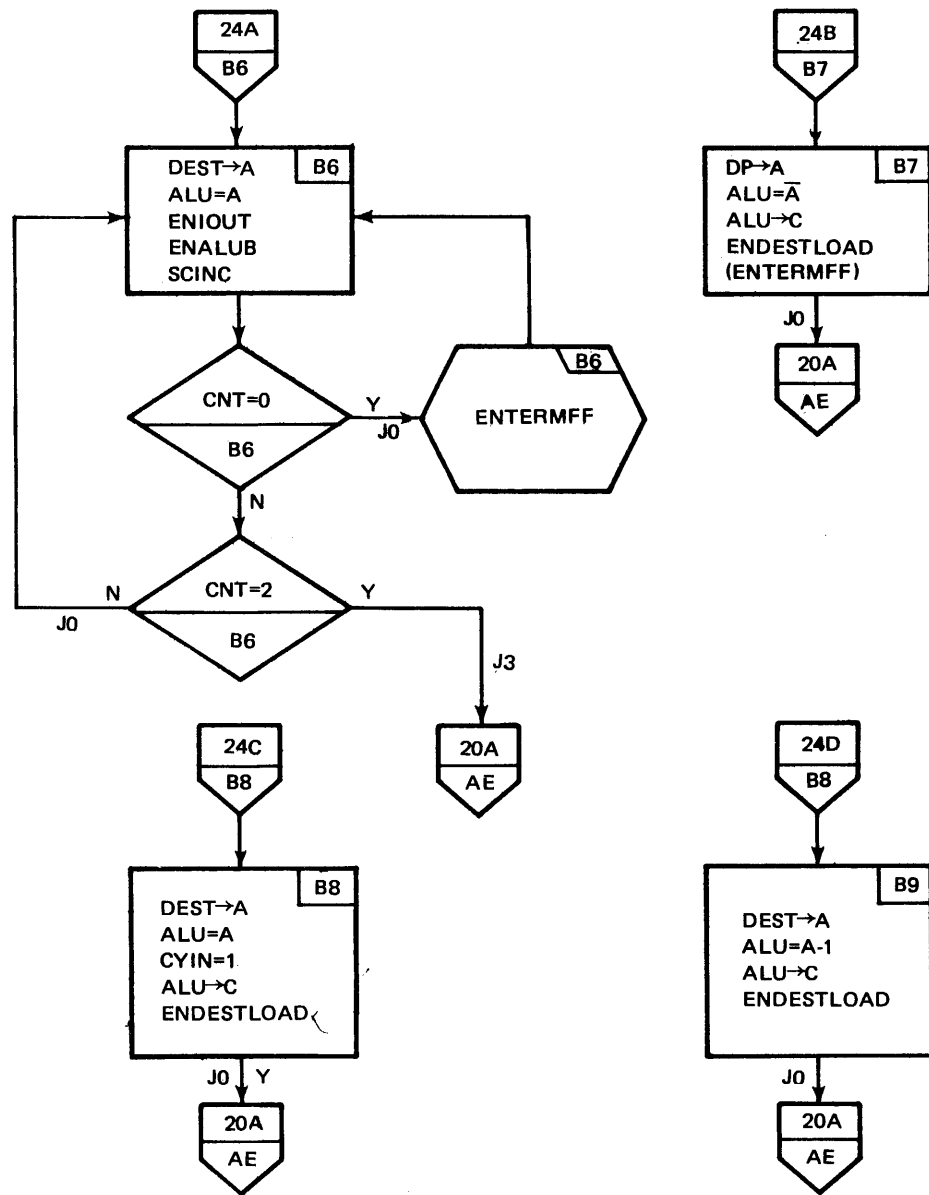 24A
B6
B6
DEST→A
ALU=A
ENIOUT
ENALUB
SCINC
CNT=0
B6
Y
J0
B6
ENTERMFF
N
CNT=2
B6
N
J0
Y
J3
20A
AE
24B
B7
B7
DP→A
ALU=A̅
ALU→C
ENDESTLOAD
(ENTERMFF)
J0
20A
AE
24C
B8
B8
DEST→A
ALU=A
CYIN=1
ALU→C
ENDESTLOAD
J0 Y
20A
AE
24D
B8
B9
DEST→A
ALU=A-1
ALU→C
ENDESTLOAD
J0
20A
AE